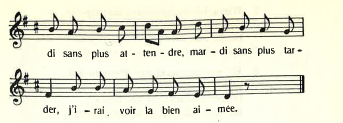 di sans plus at - ten - dre, mar - di sans plus tar -
der, j'i - rai voir la bien ai - mée.